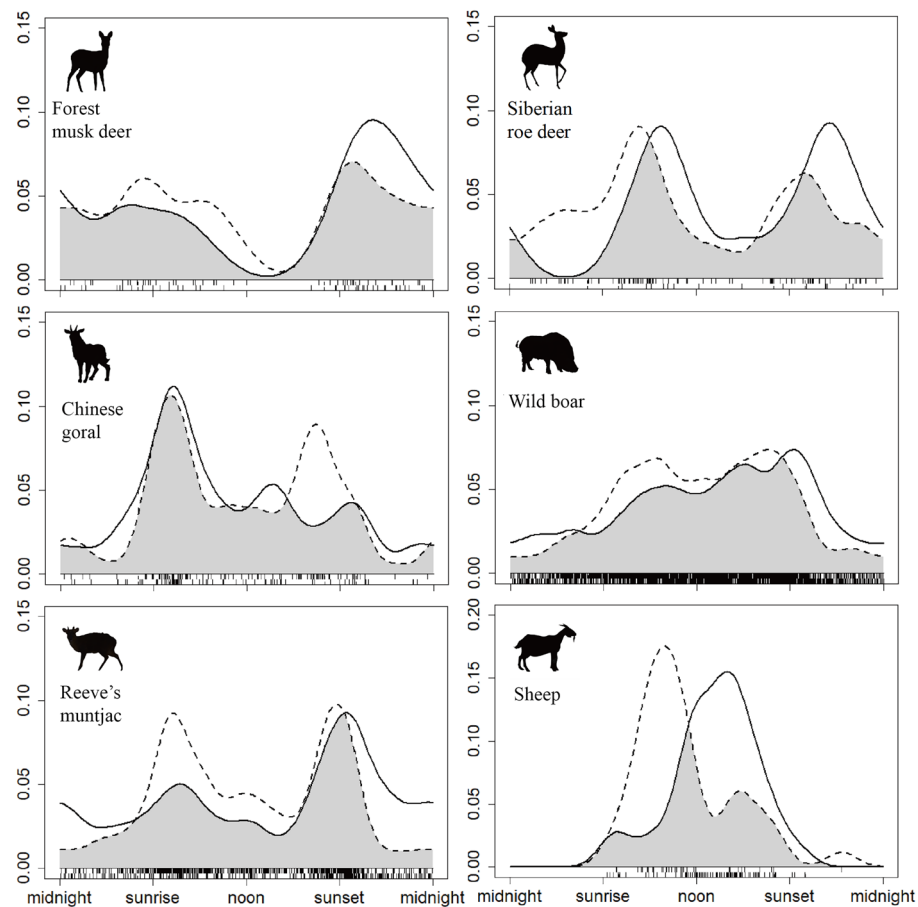 0.15
0.10
0.05
0.00
Forest
musk deer
0.15
0.10
0.05
0.00
Siberian
roe deer
0.15
0.10
0.05
0.00
Chinese
goral
0.15
0.10
0.05
0.00
Wild boar
0.15
0.10
0.05
0.00
Reeve's
muntjac
0.20
0.15
0.10
0.05
0.00
Sheep
midnight sunrise noon sunset midnight
midnight sunrise noon sunset midnight